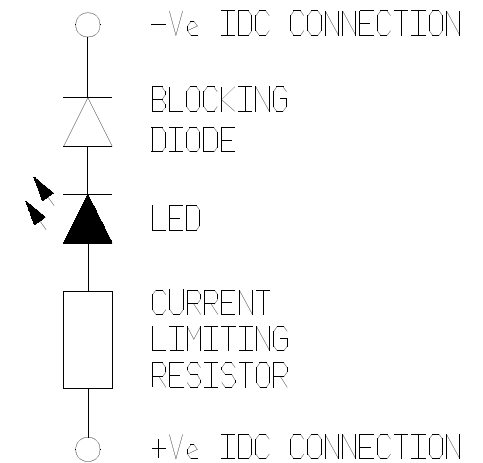 -Ve IDC CONNECTION
BLOCKING
DIODE
LED
CURRENT
LIMITING
RESISTOR
+Ve IDC CONNECTION